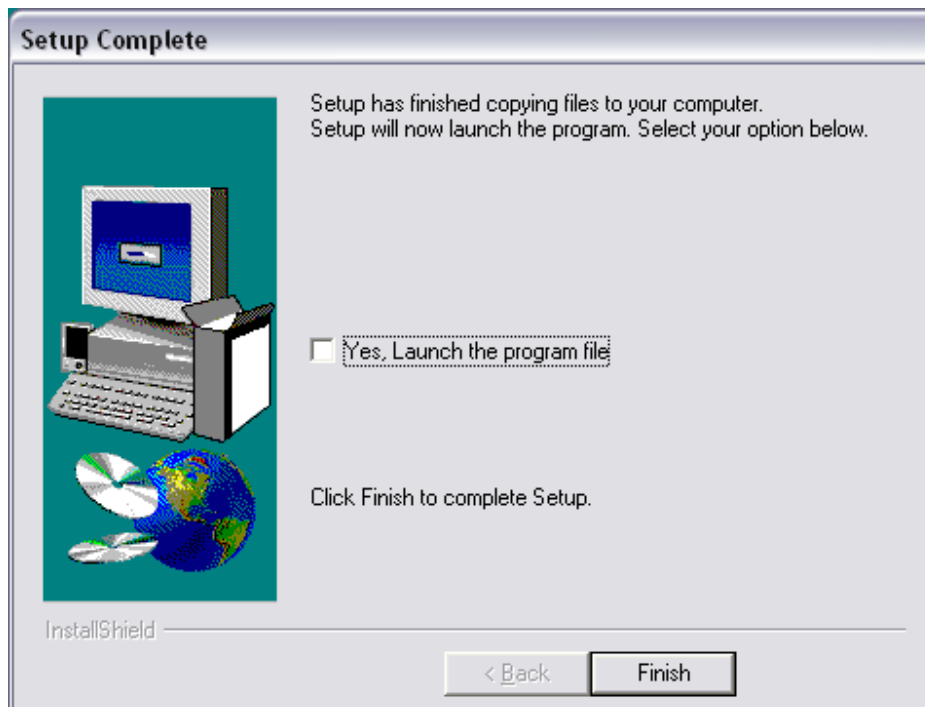 Setup Complete
Setup has finished copying files to your computer.
Setup will now launch the program. Select your option below.
Yes, Launch the program file
Click Finish to complete Setup.
InstallShield
< Back
Finish